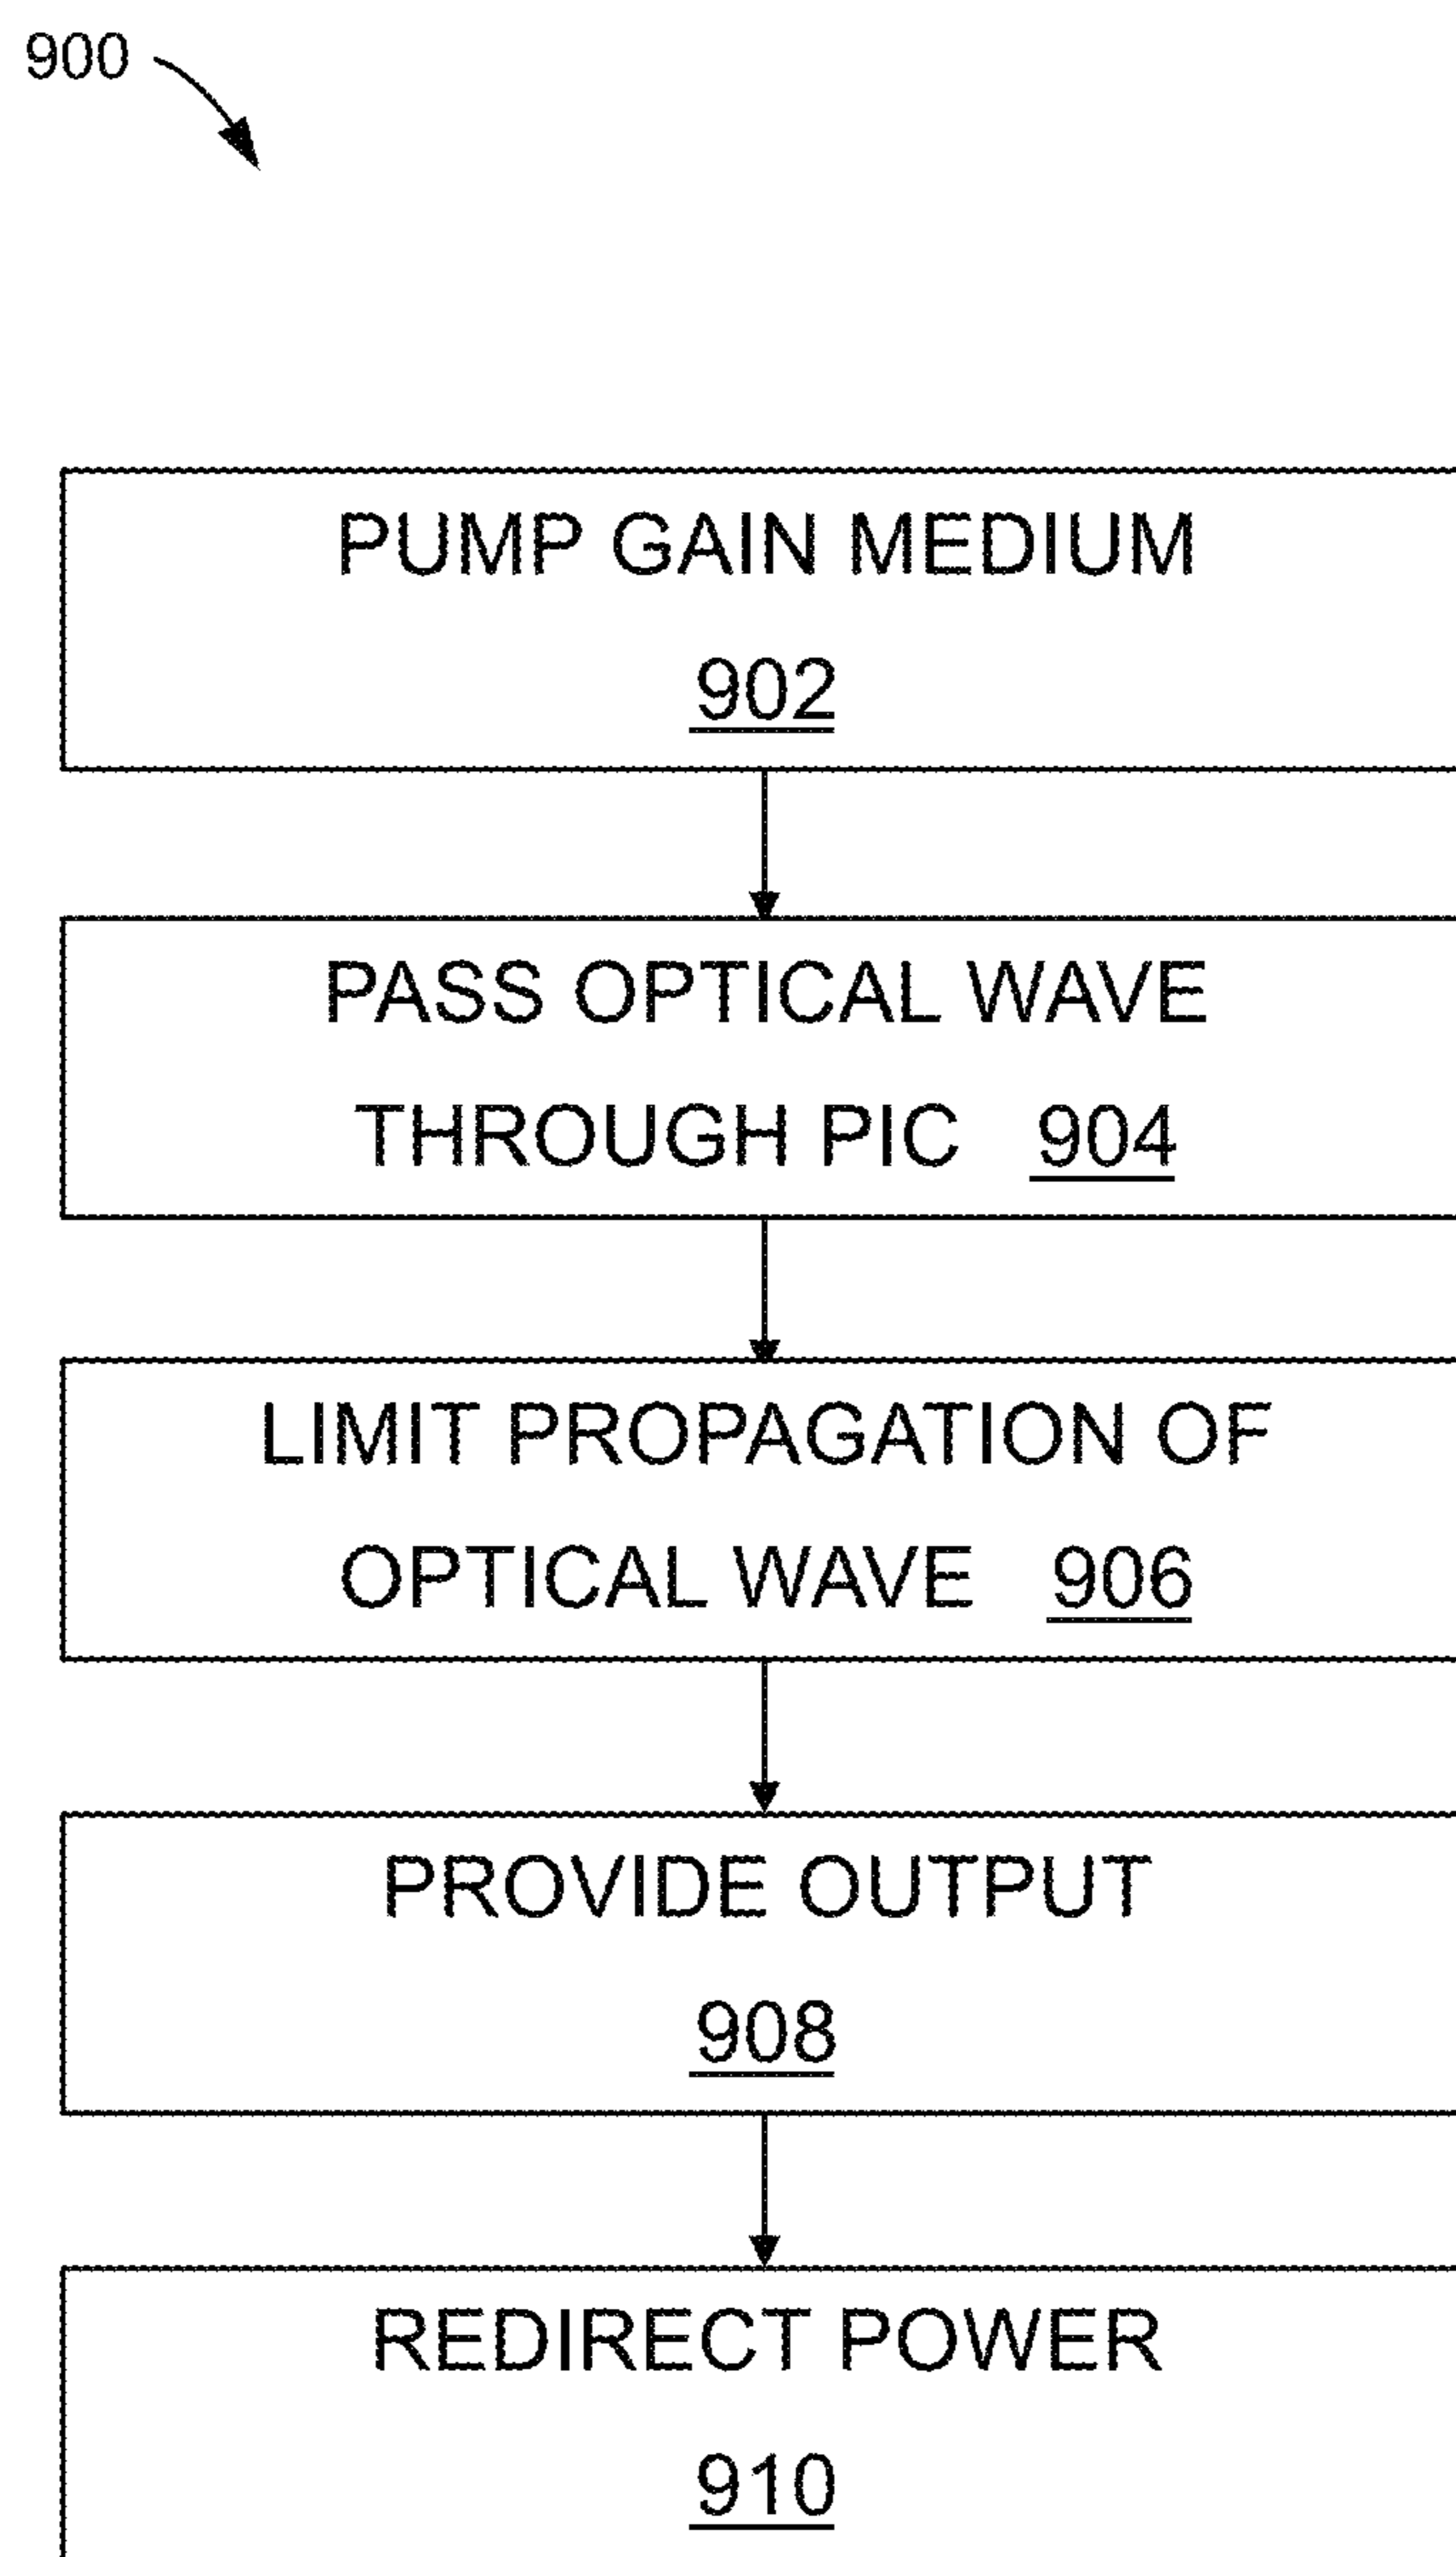 900
PUMP GAIN MEDIUM
902
PASS OPTICAL WAVE
THROUGH PIC 904
LIMIT PROPAGATION OF
OPTICAL WAVE 906
PROVIDE OUTPUT
908
REDIRECT POWER
910